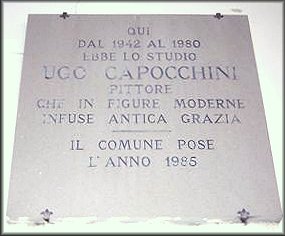 QUI
DAL 1942 AL 1980
EBBE LO STUDIO
UGO CAPOCCHINI
PITTORE
CHE IN FIGURE MODERNE
INFUSE ANTICA GRAZIA
IL COMUNE POSE
L'ANNO 1985